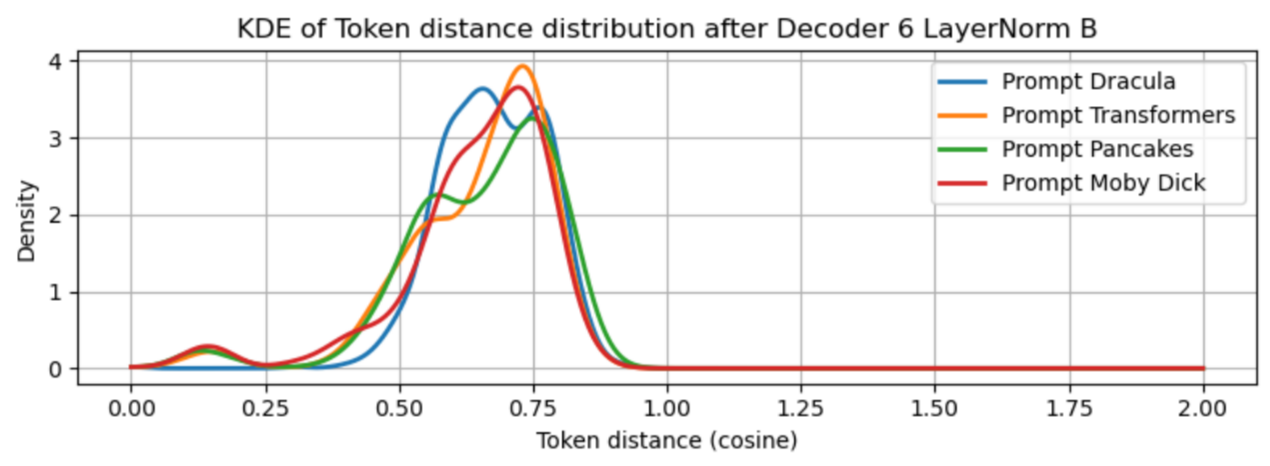 KDE of Token distance distribution after Decoder 6 LayerNorm B
Prompt Dracula
Prompt Transformers
Prompt Pancakes
Prompt Moby Dick
Density
4
3
2
1
0
0.00 0.25 0.50 0.75 1.00 1.25 1.50 1.75 2.00
Token distance (cosine)